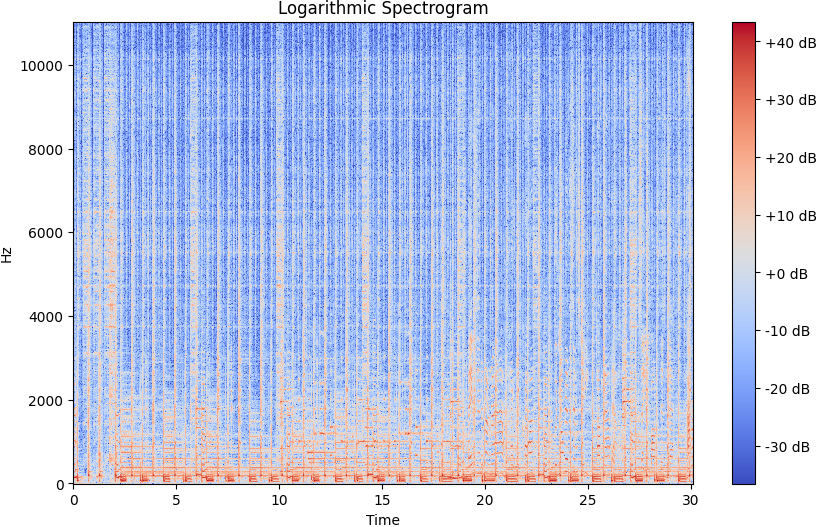 Logarithmic Spectrogram
Hz
10000
8000
6000
4000
2000
0
0 5 10 15 20 25 30
Time
+40 dB
+30 dB
+20 dB
+10 dB
+0 dB
-10 dB
-20 dB
-30 dB